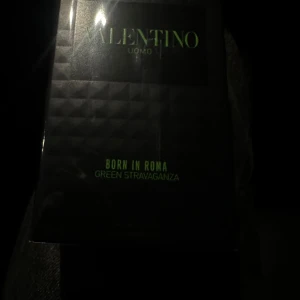 VALENTINO
UOMO
BORN IN ROMA
GREEN STRAVAGANZA